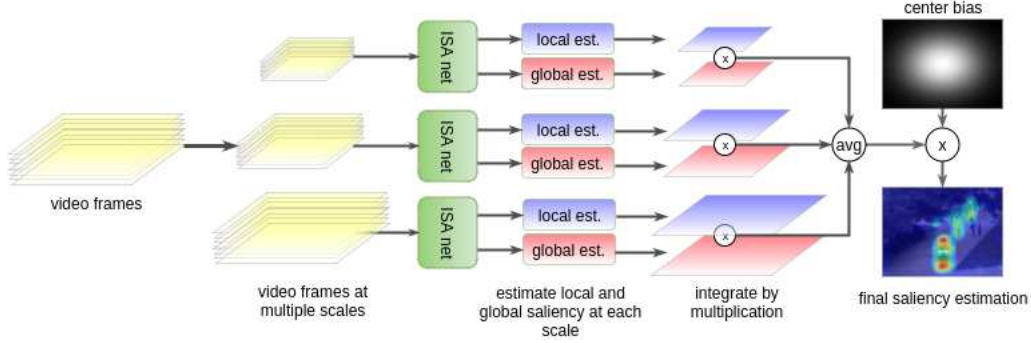 center bias
ISA net
local est.
global est.
x
ISA net
local est.
global est.
x
avg
x
video frames
ISA net
local est.
global est.
x
video frames at
multiple scales
estimate local and
global saliency at each
scale
integrate by
multiplication
final saliency estimation